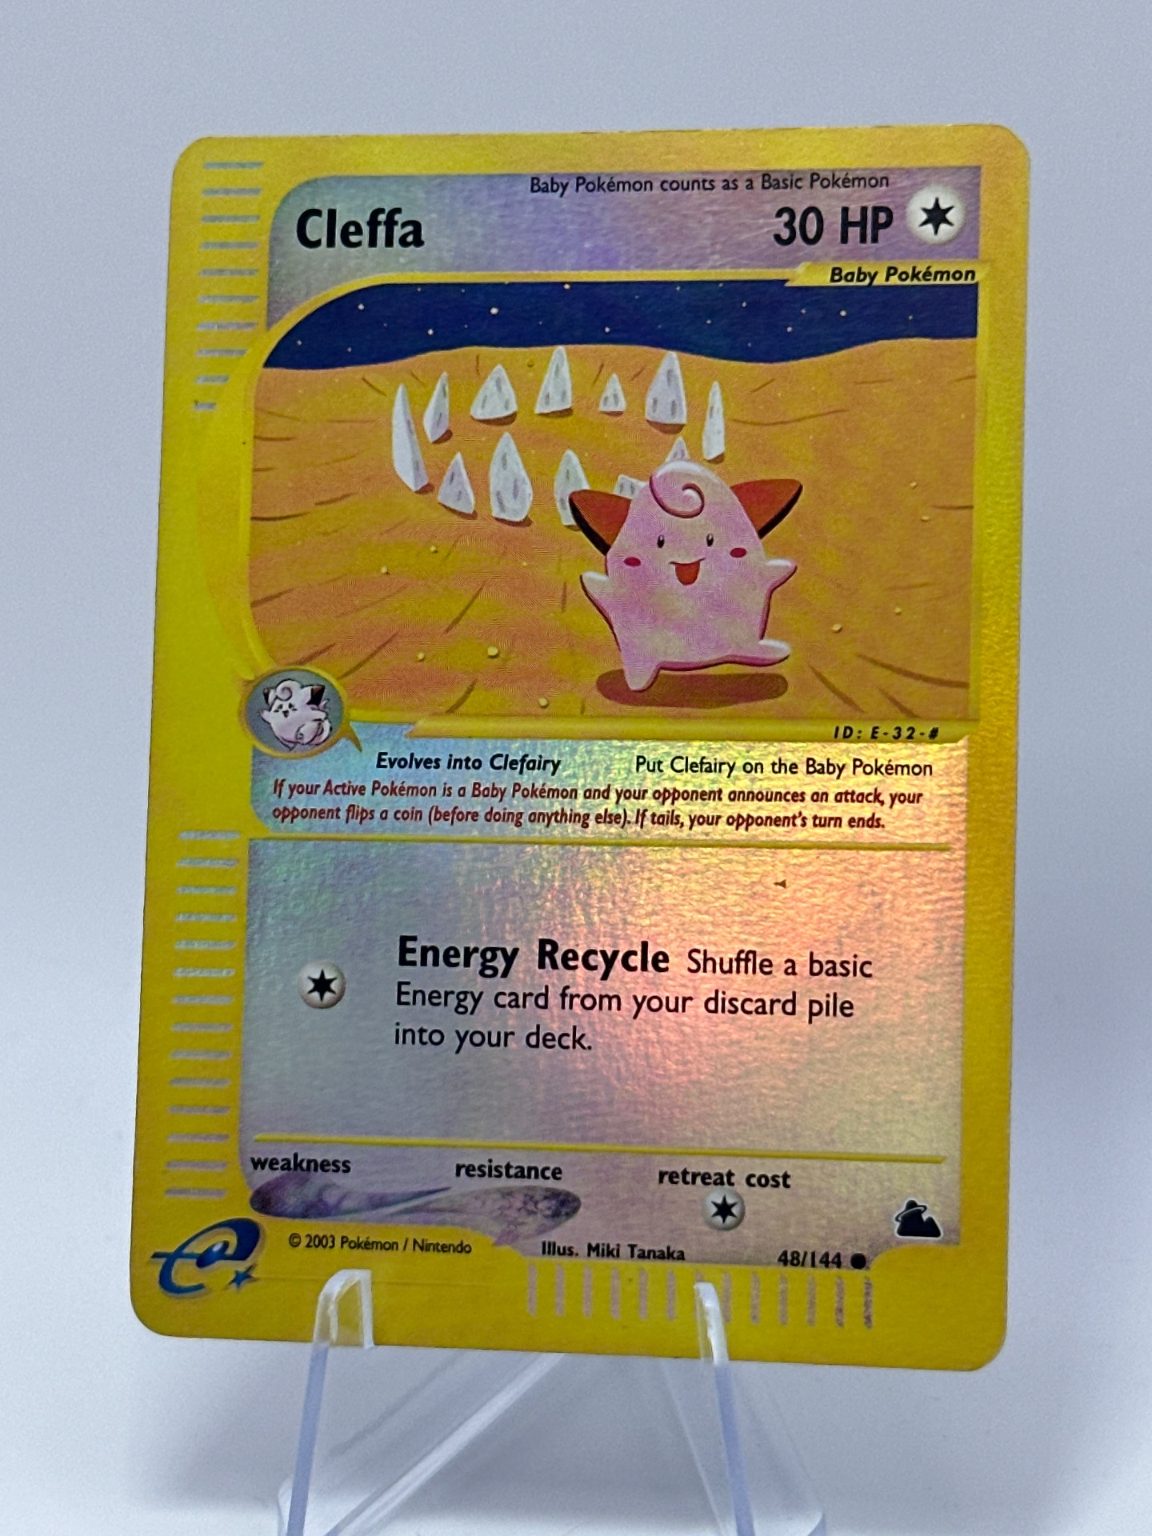 Baby Pokémon counts as a Basic Pokémon
Cleffa 30 HP
Baby Pokémon
ID: E-32-#
Evolves into Clefairy Put Clefairy on the Baby Pokémon
If your Active Pokémon is a Baby Pokémon and your opponent announces an attack, your
opponent flips a coin (before doing anything else). If tails, your opponent's turn ends.
Energy Recycle Shuffle a basic
Energy card from your discard pile
into your deck.
weakness resistance retreat cost
e
© 2003 Pokémon / Nintendo Illus. Miki Tanaka 48/144